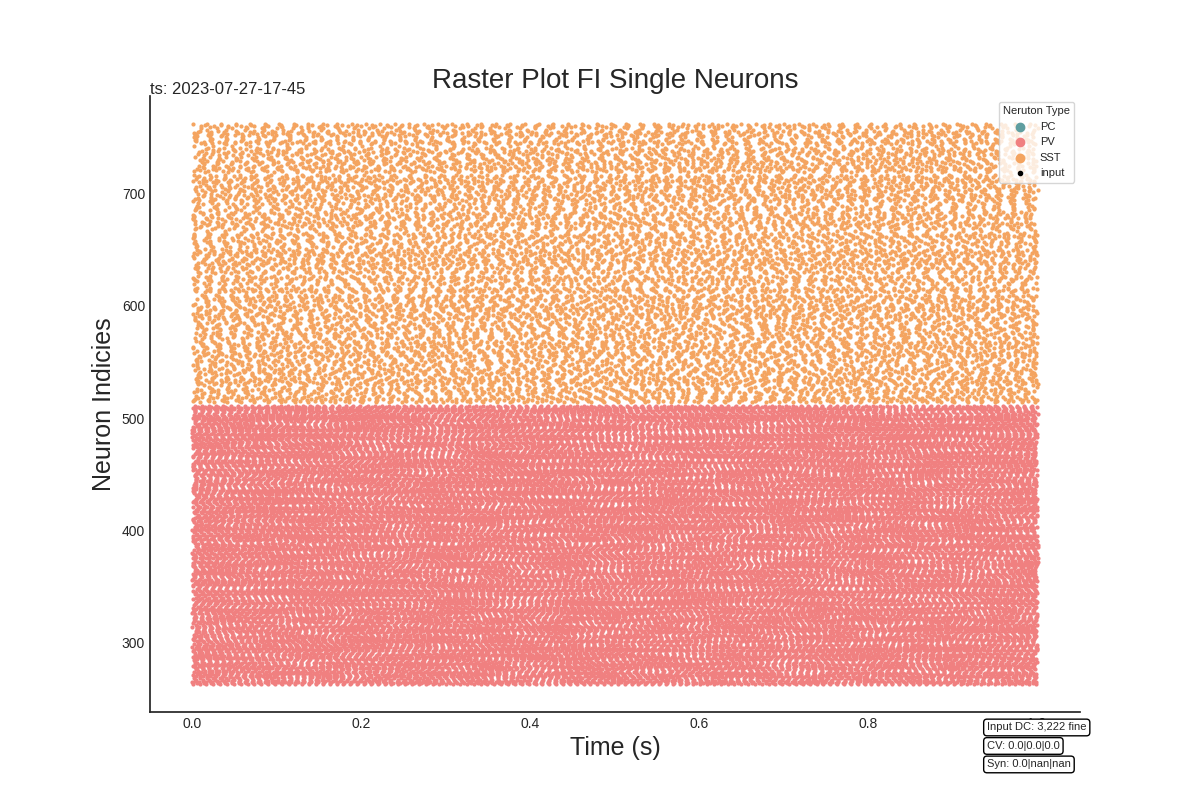 Raster Plot FI Single Neurons
ts: 2023-07-27-17-45
Neruton Type
PC
PV
SST
input
Neuron Indicies
700
600
500
400
300
0.0
0.2
0.4
0.6
0.8
Time (s)
Input DC: 3,222 fine
CV: 0.0|0.0|0.0
Syn: 0.0|nan|nan